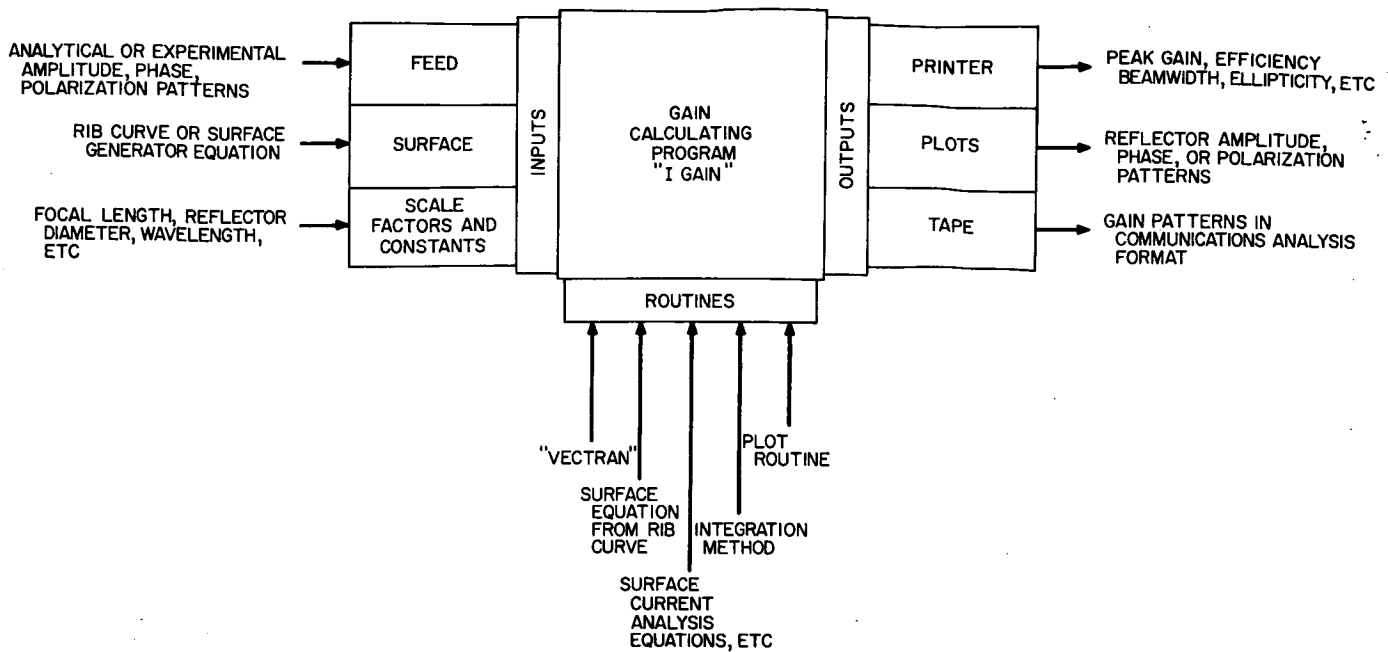 ANALYTICAL OR EXPERIMENTAL
AMPLITUDE, PHASE,
POLARIZATION PATTERNS
RIB CURVE OR SURFACE
GENERATOR EQUATION
FOCAL LENGTH, REFLECTOR
DIAMETER, WAVELENGTH,
ETC
FEED
SURFACE
SCALE
FACTORS AND
CONSTANTS
INPUTS
GAIN
CALCULATING
PROGRAM
"I GAIN"
OUTPUTS
PRINTER
PLOTS
TAPE
PEAK GAIN, EFFICIENCY
BEAMWIDTH, ELLIPTICITY, ETC
REFLECTOR AMPLITUDE,
PHASE, OR POLARIZATION
PATTERNS
GAIN PATTERNS IN
COMMUNICATIONS ANALYSIS
FORMAT
ROUTINES
"VECTRAN"
SURFACE
EQUATION
FROM RIB
CURVE
SURFACE
CURRENT
ANALYSIS
EQUATIONS, ETC
INTEGRATION
METHOD
PLOT
ROUTINE